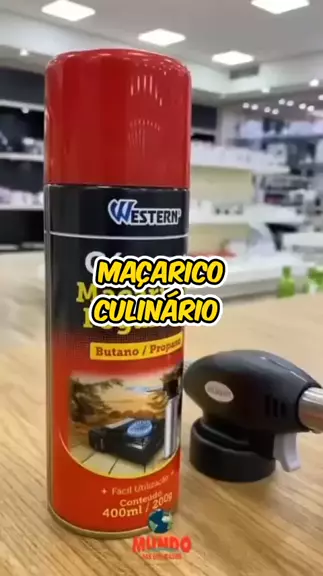 WESTERN
MAÇARICO
CULINÁRIO
Butano / Propano
+ Fácil Utilização +
Conteúdo
400ml / 200g
MUNDO